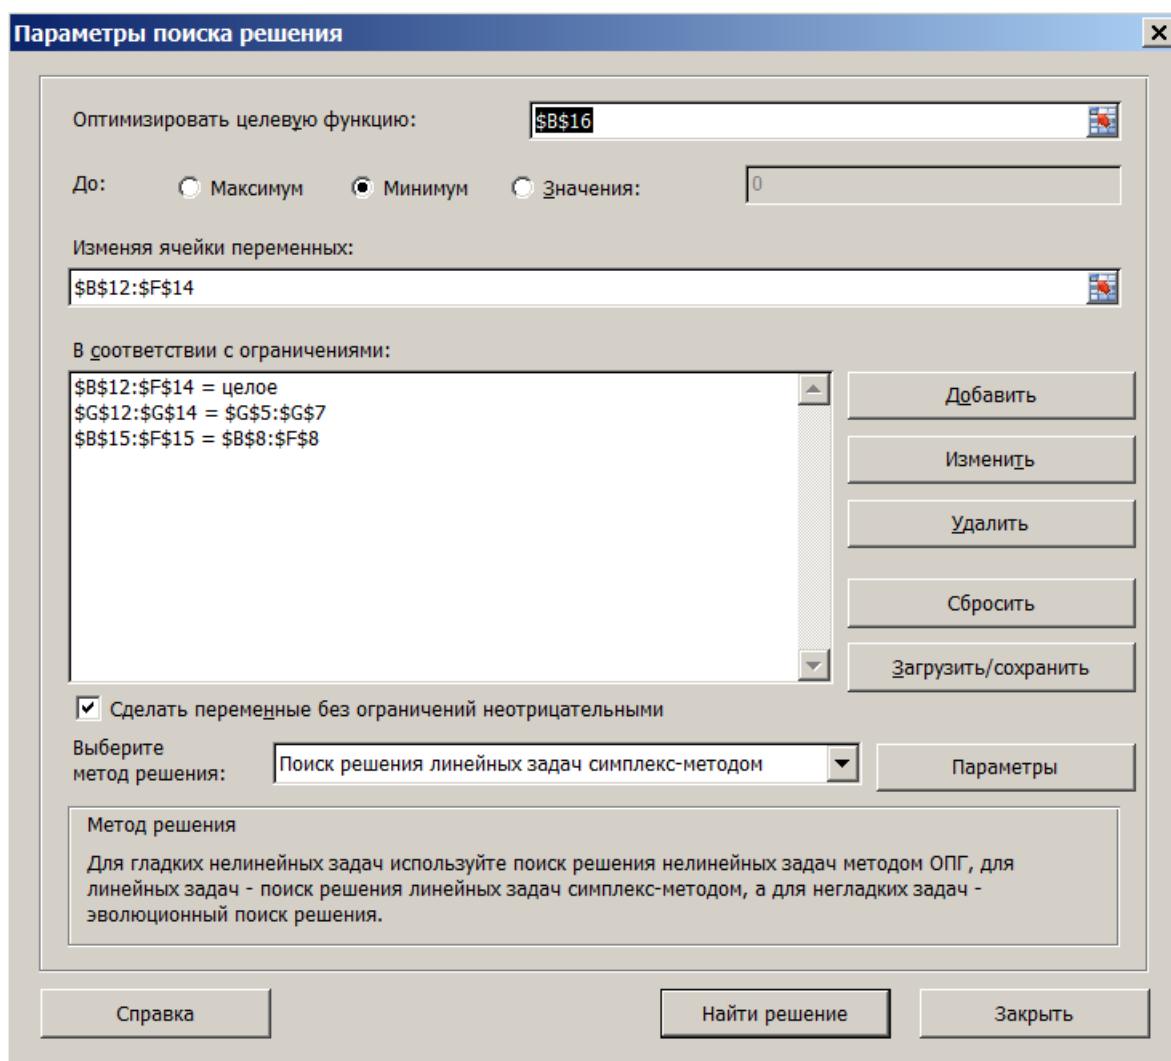 Параметры поиска решения
Оптимизировать целевую функцию: $B$16
До: Максимум Минимум Значения: 0
Изменяя ячейки переменных:
$B$12:$F$14
В соответствии с ограничениями:
$B$12:$F$14 = целое
$G$12:$G$14 = $G$5:$G$7
$B$15:$F$15 = $B$8:$F$8
Добавить
Изменить
Удалить
Сбросить
Загрузить/сохранить
Сделать переменные без ограничений неотрицательными
Выберите
метод решения:
Поиск решения линейных задач симплекс-методом
Параметры
Метод решения
Для гладких нелинейных задач используйте поиск решения нелинейных задач методом ОПГ, для
линейных задач - поиск решения линейных задач симплекс-методом, а для негладких задач -
эволюционный поиск решения.
Справка Найти решение Закрыть